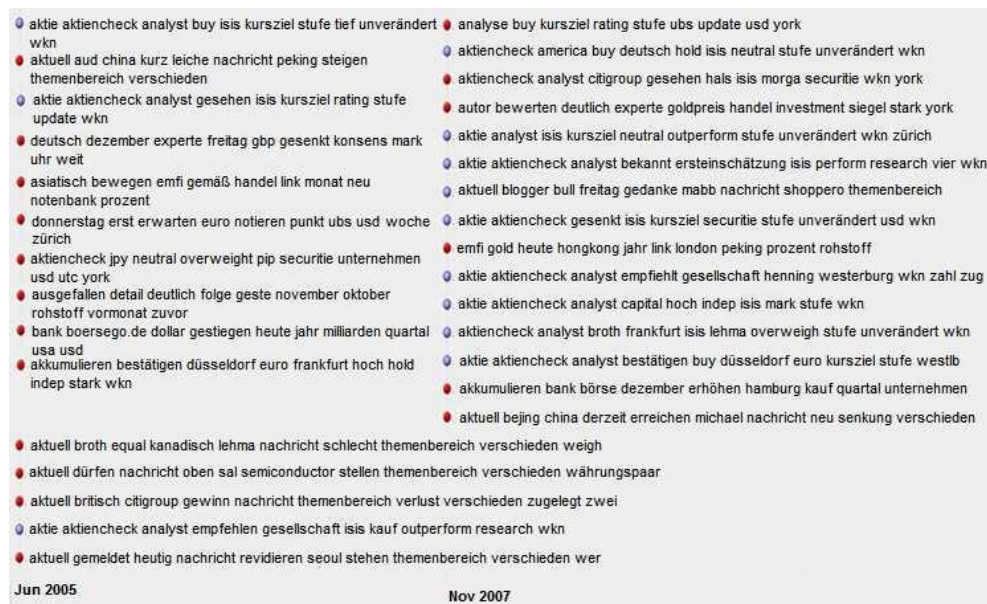 aktie aktiencheck analyst buy isis kursziel stufe tief unverändert
wkn
aktuell aud china kurz leiche nachricht peking steigen
themenbereich verschieden
aktie aktiencheck analyst gesehen isis kursziel rating stufe
update wkn
deutsch dezember experte freitag gbp gesenkt konsens mark
uhr weit
asiatisch bewegen emfi gemäß handel link monat neu
notenbank prozent
donnerstag erst erwarten euro notieren punkt ubs usd woche
zürich
aktiencheck jpy neutral overweight pip securitie unternehmen
usd utc york
ausgefallen detail deutlich folge geste november oktober
rohstoff vormonat zuvor
bank boersego.de dollar gestiegen heute jahr milliarden quartal
usa usd
akkumulieren bestätigen düsseldorf euro frankfurt hoch hold
indep stark wkn
analyse buy kursziel rating stufe ubs update usd york
aktiencheck america buy deutsch hold isis neutral stufe unverändert wkn
aktiencheck analyst citigroup gesehen hals isis morga securitie wkn york
autor bewerten deutlich experte goldpreis handel investment siegel stark york
aktie analyst isis kursziel neutral outperform stufe unverändert wkn zürich
aktie aktiencheck analyst bekannt ersteinschätzung isis perform research vier wkn
aktuell blogger bull freitag gedanke mabb nachricht shoppero themenbereich
aktie aktiencheck gesenkt isis kursziel securitie stufe unverändert usd wkn
emfi gold heute hongkong jahr link london peking prozent rohstoff
aktie aktiencheck analyst empfiehlt gesellschaft henning westerburg wkn zahl zug
aktie aktiencheck analyst capital hoch indep isis mark stufe wkn
aktiencheck analyst broth frankfurt isis lehma overweigh stufe unverändert wkn
aktie aktiencheck analyst bestätigen buy düsseldorf euro kursziel stufe westlb
akkumulieren bank börse dezember erhöhen hamburg kauf quartal unternehmen
aktuell bejing china derzeit erreichen michael nachricht neu senkung verschieden
aktuell broth equal kanadisch lehma nachricht schlecht themenbereich verschieden weigh
aktuell dürfen nachricht oben sal semiconductor stellen themenbereich verschieden währungspaar
aktuell britisch citigroup gewinn nachricht themenbereich verlust verschieden zugelegt zwei
aktie aktiencheck analyst empfehlen gesellschaft isis kauf outperform research wkn
aktuell gemeldet heutig nachricht revidieren seoul stehen themenbereich verschieden wer
Jun 2005
Nov 2007